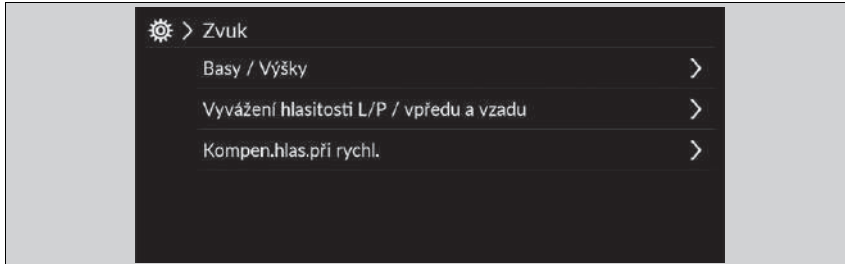 > Zvuk
Basy / Výšky >
Vyvážení hlasitosti L/P / vpředu a vzadu >
Kompen.hlas.při rychl. >